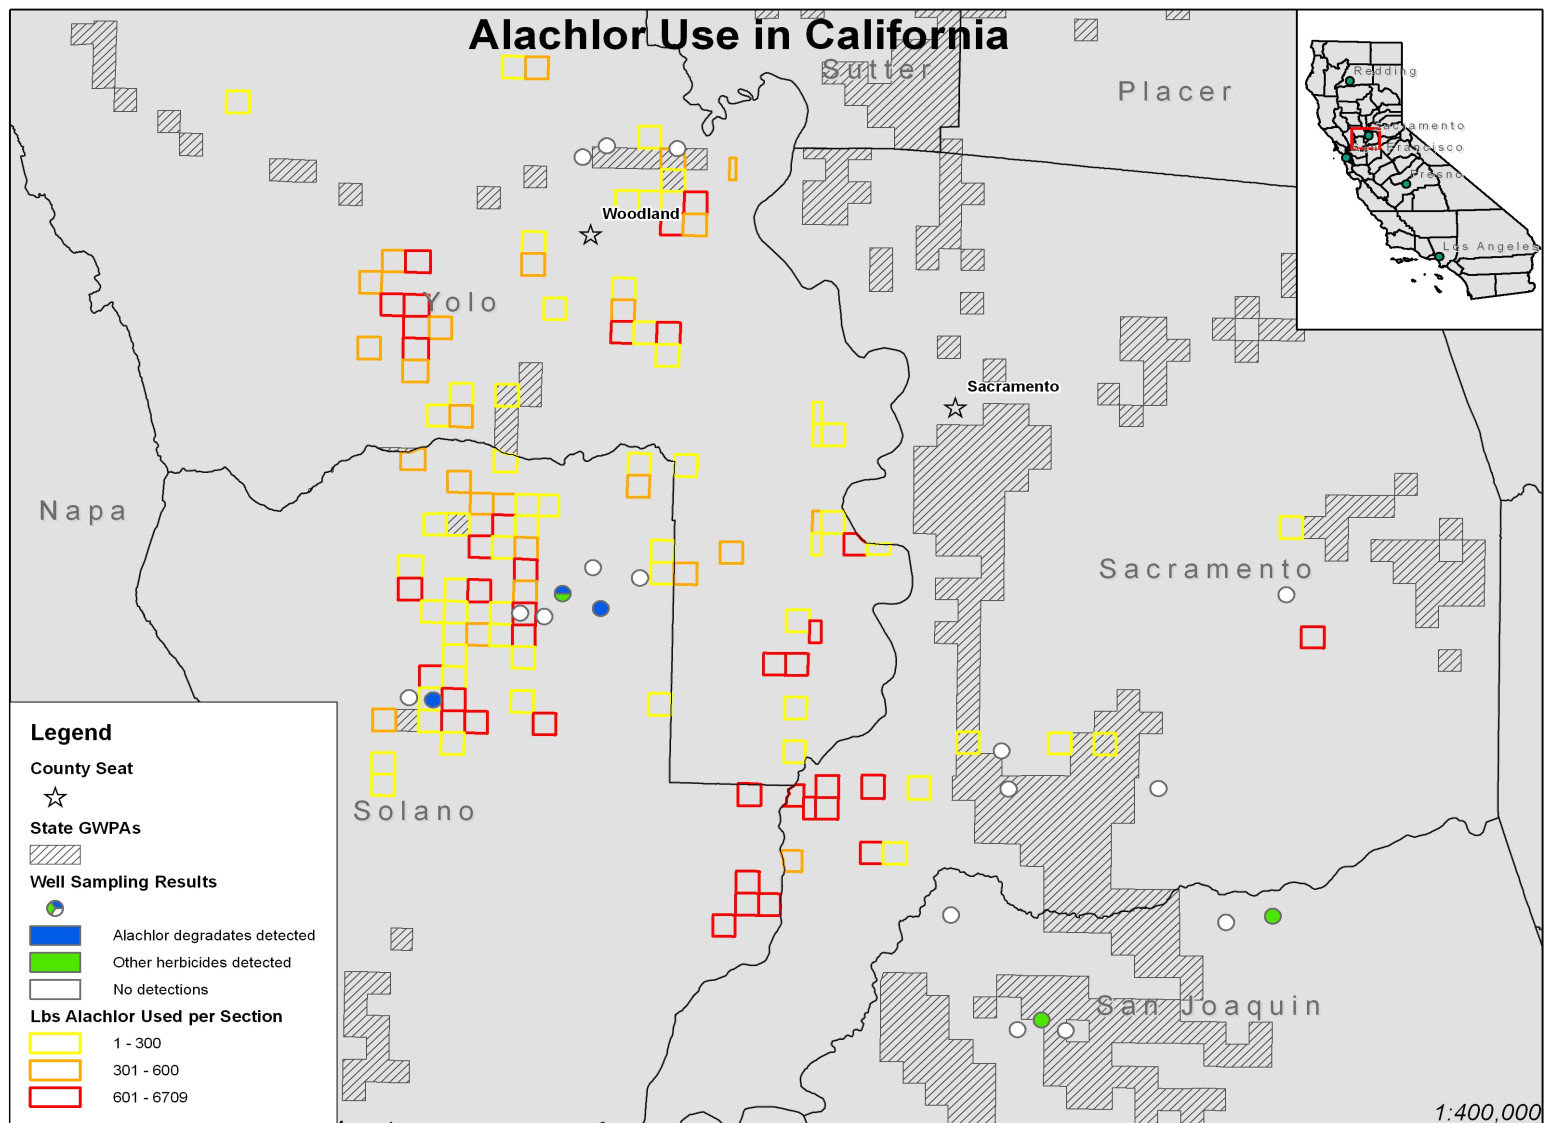 Alachlor Use in California
Sutter
Placer
Redding
Sacramento
San Francisco
Fresno
Los Angeles
Woodland
Yolo
Sacramento
Napa
Sacramento
Solano
San Joaquin
Legend
County Seat
State GWPAs
Well Sampling Results
Alachlor degradates detected
Other herbicides detected
No detections
Lbs Alachlor Used per Section
1 - 300
301 - 600
601 - 6709
1:400,000